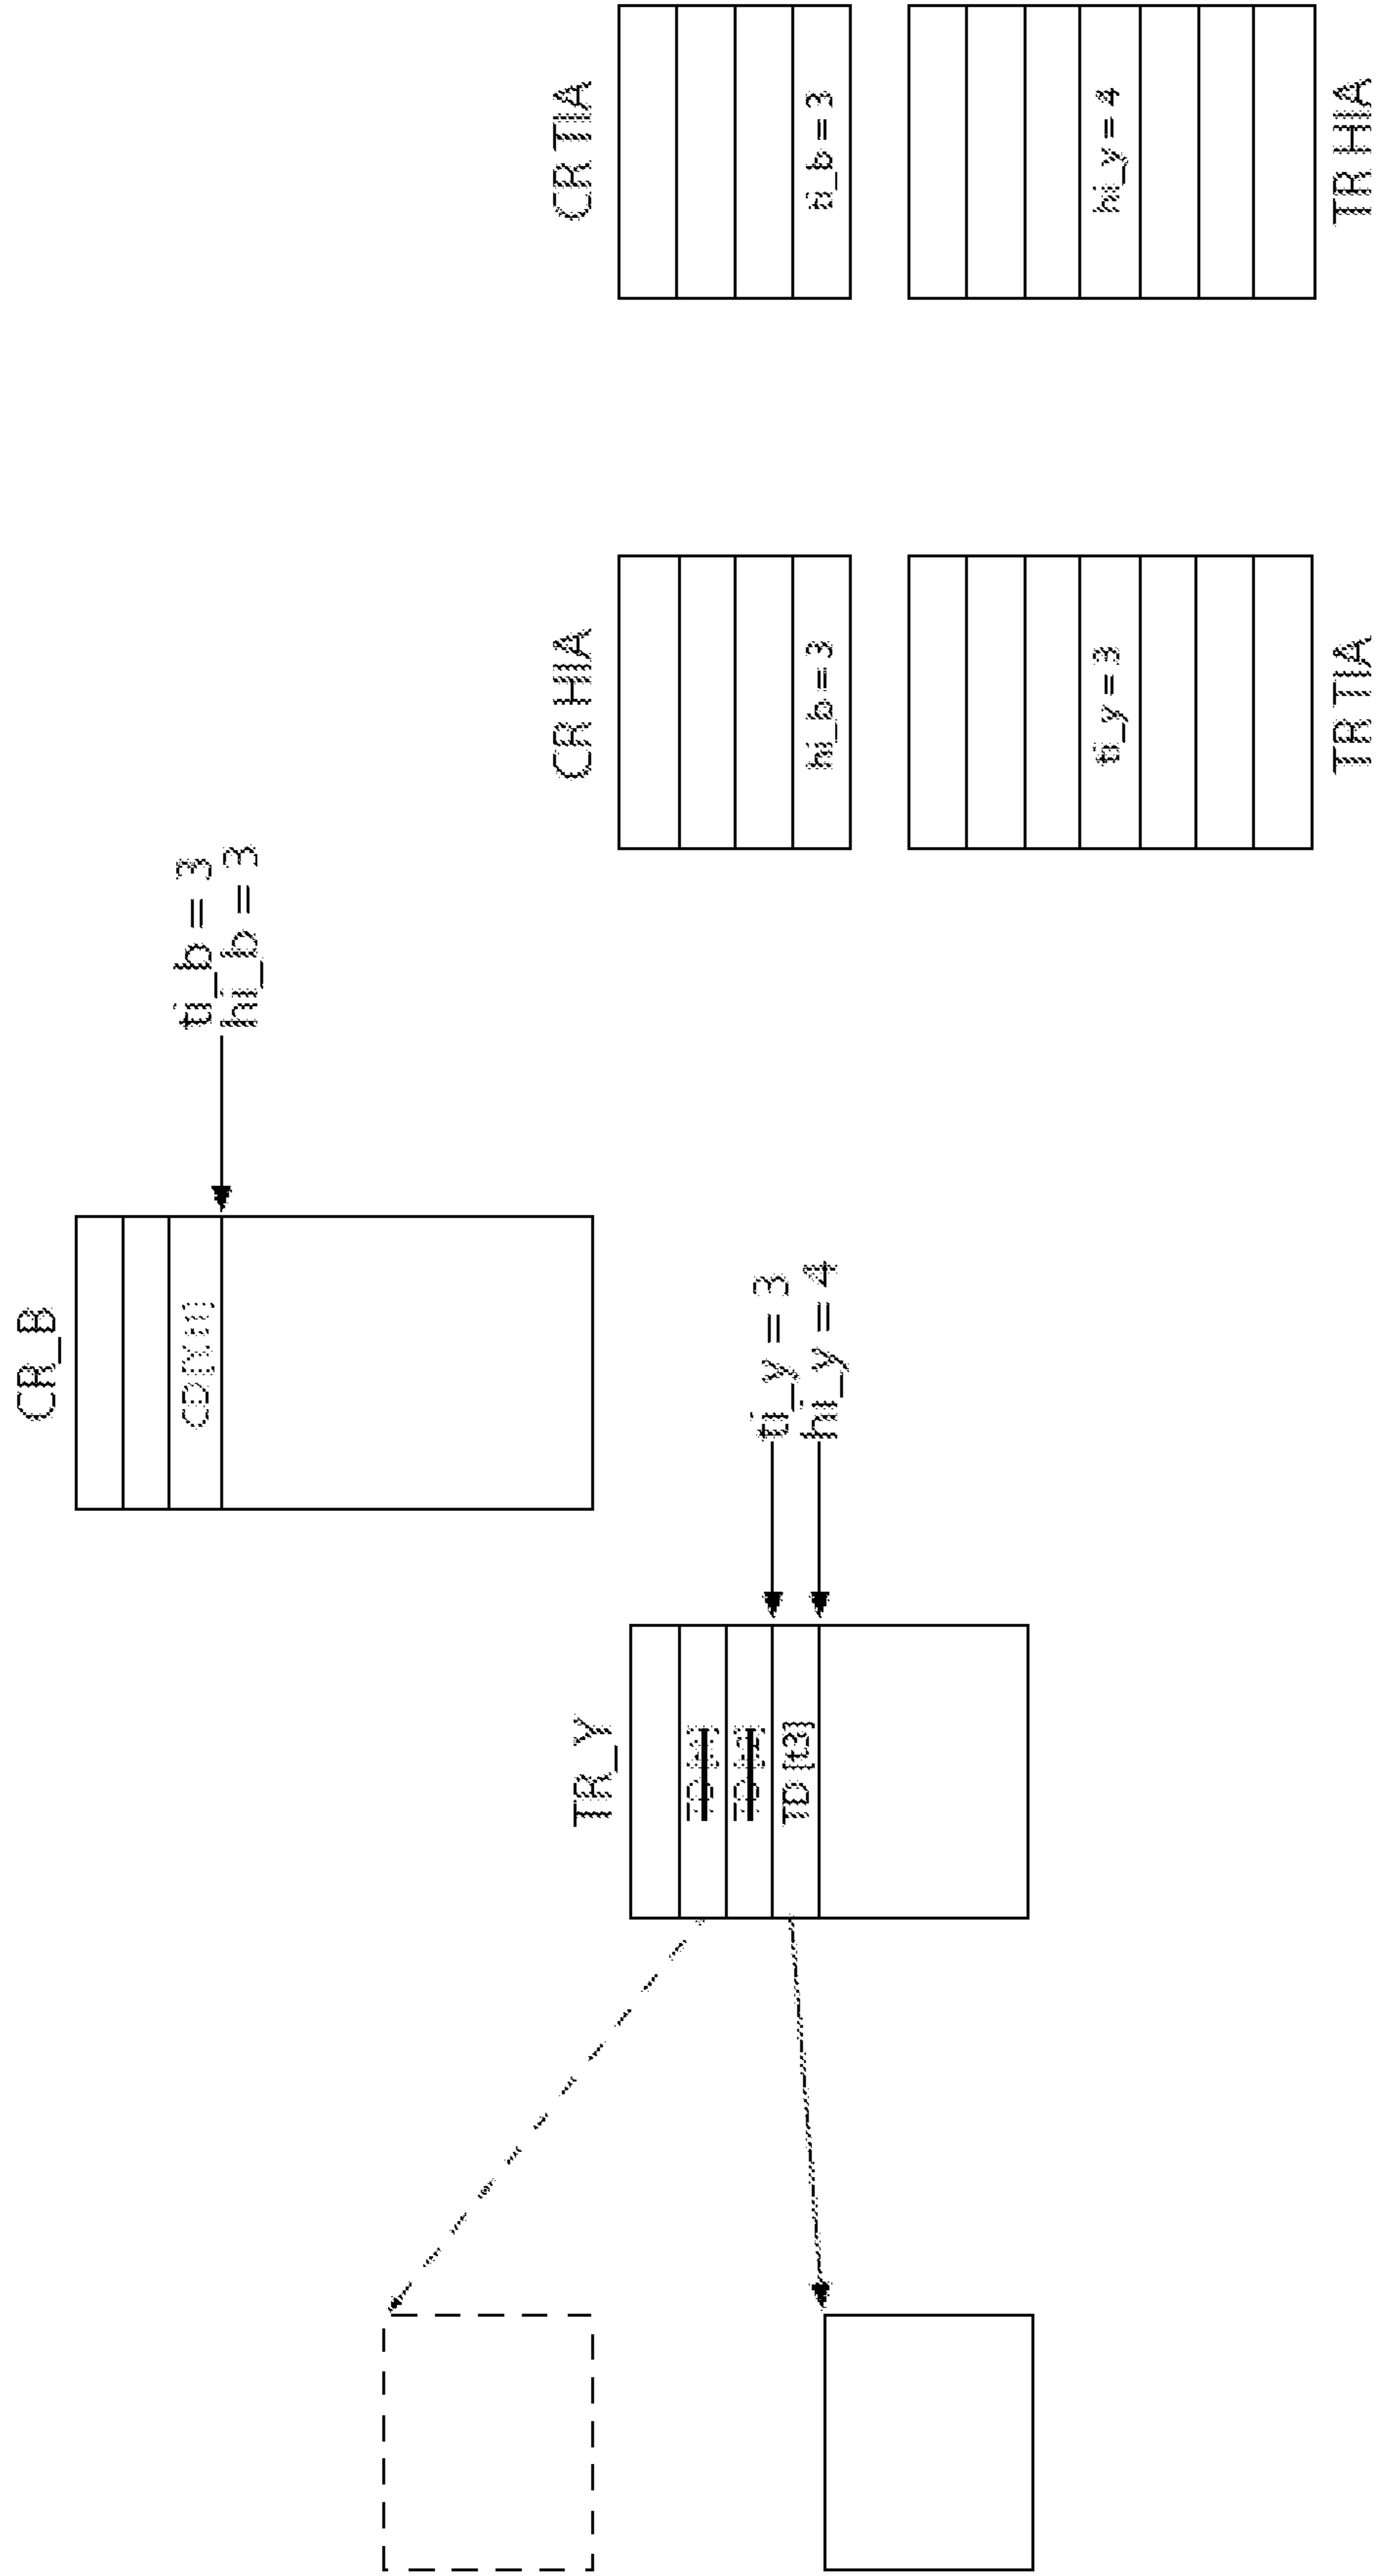 CR_B
ti_b = 3
hi_b = 3
TR_Y
TD [t3]
ti_y = 3
hi_y = 4
CR HIA
hi_b = 3
CR TIA
ti_b = 3
ti_y = 3
TR TIA
hi_y = 4
TR HIA